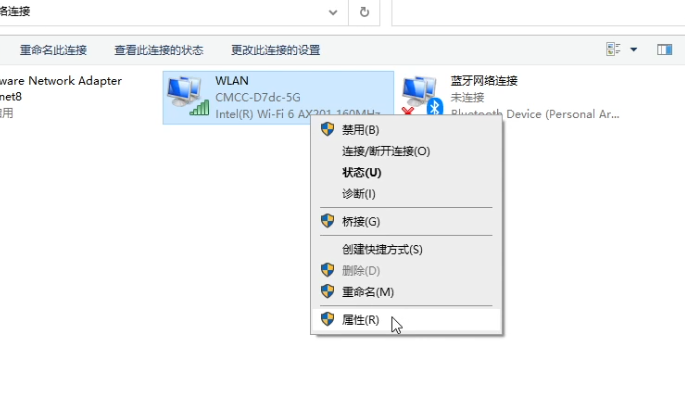 络连接
重命名此连接 查看此连接的状态 更改此连接的设置
ware Network Adapter
net8
用
WLAN
CMCC-D7dc-5G
Intel(R) Wi-Fi 6 AX201 160MHz
蓝牙网络连接
未连接
Bluetooth Device (Personal Ar...
禁用(B)
连接/断开连接(O)
状态(U)
诊断(I)
桥接(G)
创建快捷方式(S)
删除(D)
重命名(M)
属性(R)